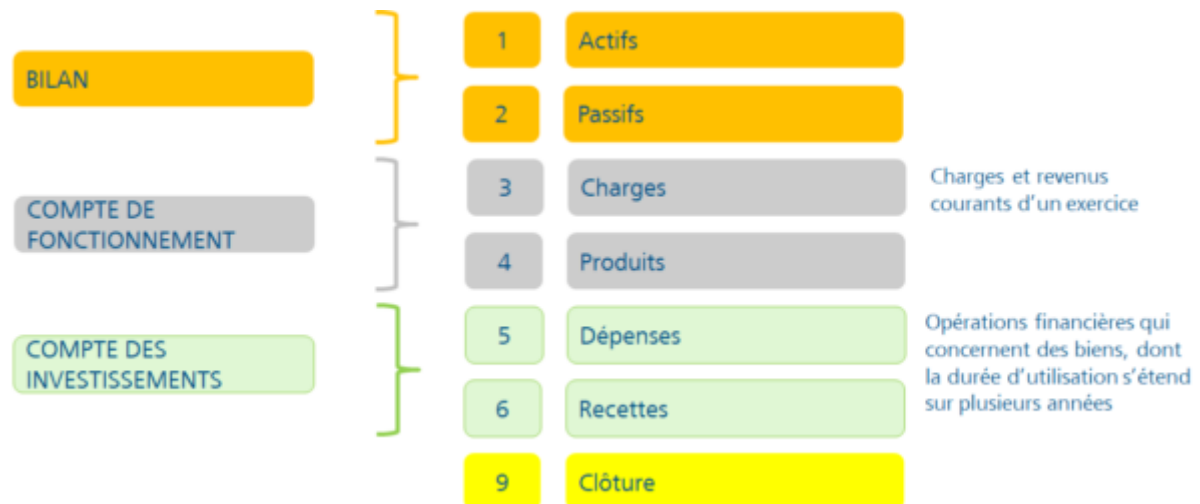 BILAN
1
Actifs
2
Passifs
COMPTE DE
FONCTIONNEMENT
3
Charges
Charges et revenus
courants d'un exercice
4
Produits
COMPTE DES
INVESTISSEMENTS
5
Dépenses
Opérations financières qui
concernent des biens, dont
la durée d'utilisation s'étend
sur plusieurs années
6
Recettes
9
Clôture